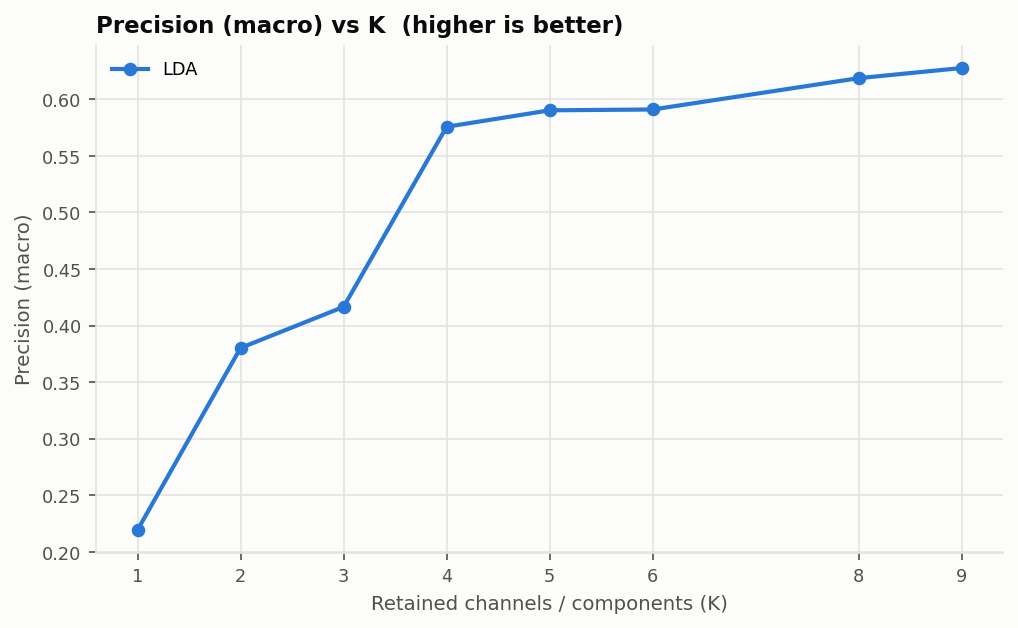 Precision (macro) vs K  (higher is better)
LDA
Precision (macro)
0.60
0.55
0.50
0.45
0.40
0.35
0.30
0.25
0.20
1 2 3 4 5 6 8 9
Retained channels / components (K)